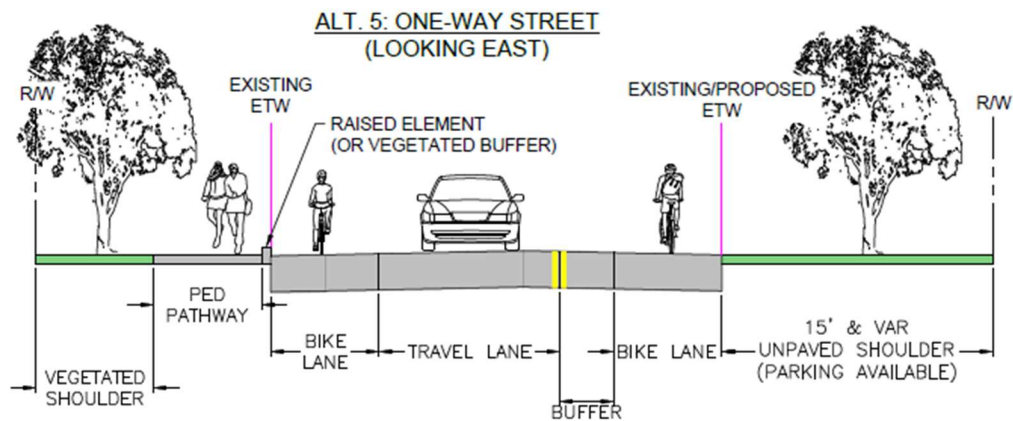 ALT. 5: ONE-WAY STREET
(LOOKING EAST)
R/W
EXISTING
ETW
RAISED ELEMENT
(OR VEGETATED BUFFER)
EXISTING/PROPOSED
ETW
R/W
PED
PATHWAY
BIKE
LANE
TRAVEL LANE
BUFFER
BIKE LANE
15' & VAR
UNPAVED SHOULDER
(PARKING AVAILABLE)
VEGETATED
SHOULDER